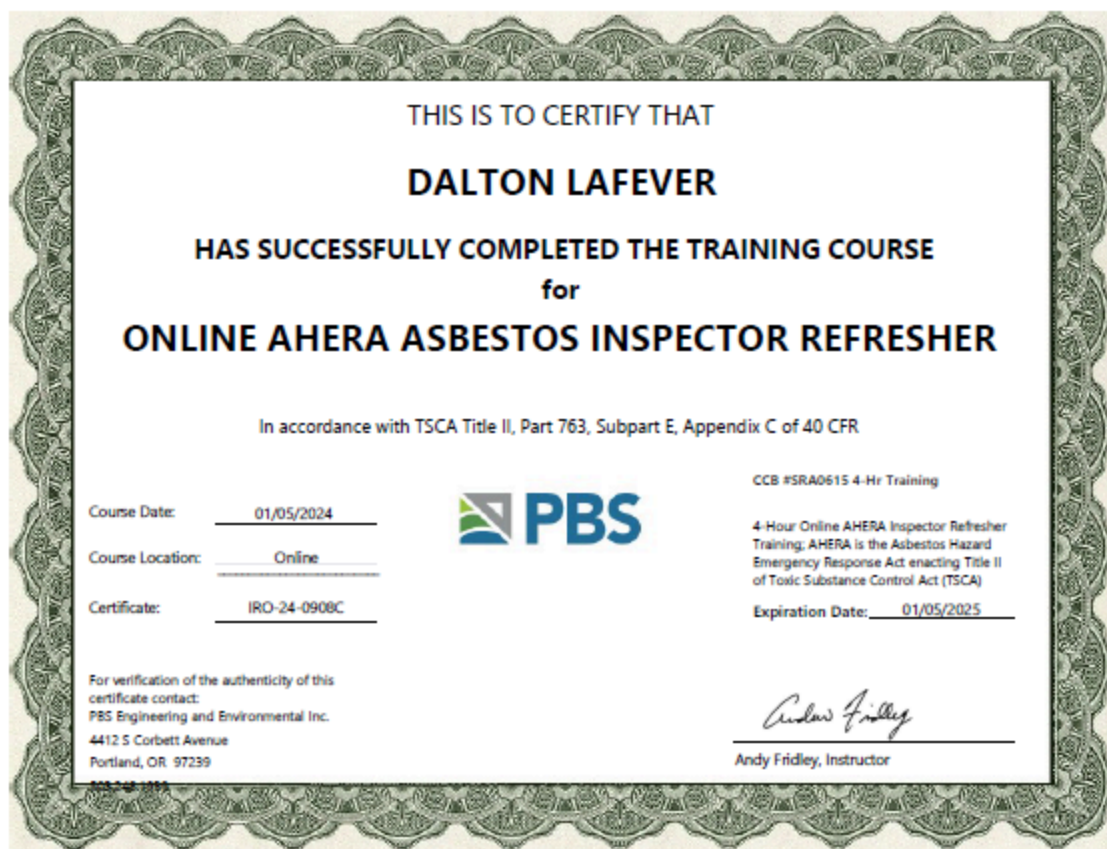 THIS IS TO CERTIFY THAT
DALTON LAFEVER
HAS SUCCESSFULLY COMPLETED THE TRAINING COURSE
for
ONLINE AHERA ASBESTOS INSPECTOR REFRESHER
In accordance with TSCA Title II, Part 763, Subpart E, Appendix C of 40 CFR
Course Date: 01/05/2024
Course Location: Online
Certificate: IRO-24-0908C
PBS
CCB #SRA0615 4-Hr Training
4-Hour Online AHERA Inspector Refresher
Training; AHERA is the Asbestos Hazard
Emergency Response Act enacting Title II
of Toxic Substance Control Act (TSCA)
Expiration Date: 01/05/2025
For verification of the authenticity of this
certificate contact:
PBS Engineering and Environmental Inc.
4412 S Corbett Avenue
Portland, OR 97239
Andy Fridley, Instructor